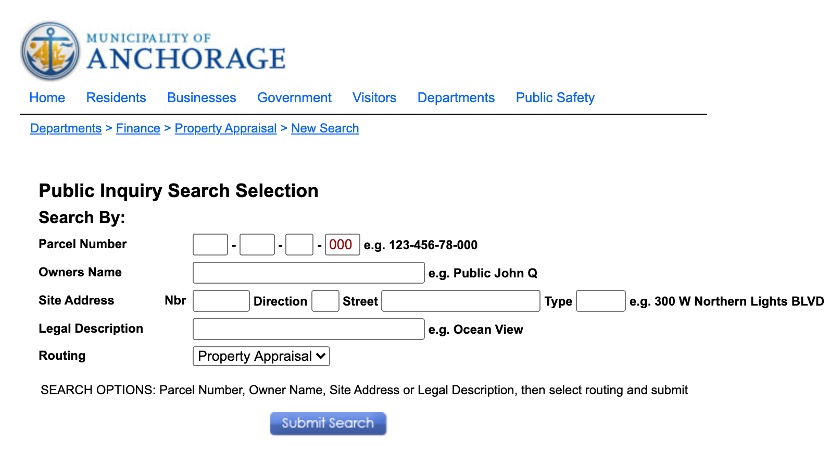 MUNICIPALITY OF
ANCHORAGE
Home Residents Businesses Government Visitors Departments Public Safety
Departments > Finance > Property Appraisal > New Search
Public Inquiry Search Selection
Search By:
Parcel Number - - - 000 e.g. 123-456-78-000
Owners Name e.g. Public John Q
Site Address Nbr Direction Street Type e.g. 300 W Northern Lights BLVD
Legal Description e.g. Ocean View
Routing Property Appraisal
SEARCH OPTIONS: Parcel Number, Owner Name, Site Address or Legal Description, then select routing and submit
Submit Search